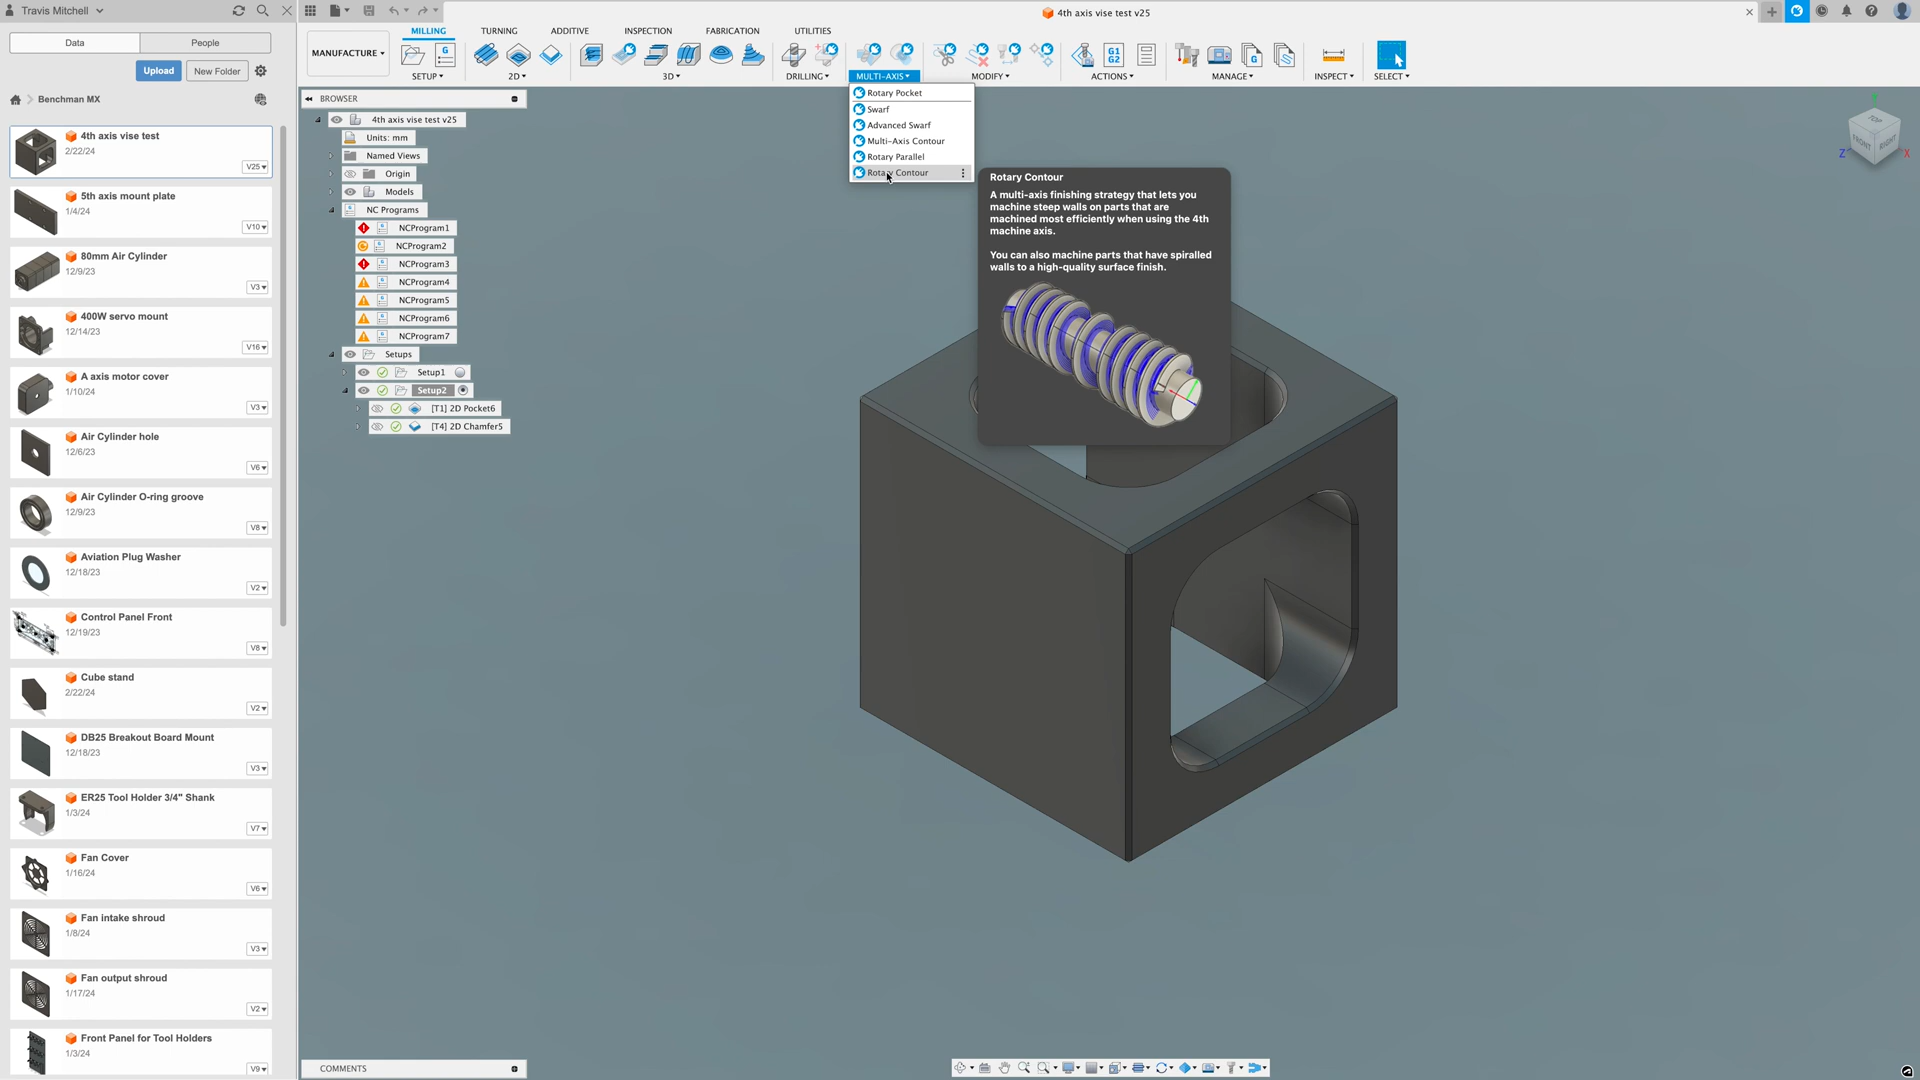 Travis Mitchell
4th axis vise test v25
Data
People
Upload
New Folder
Benchman MX
4th axis vise test
2/22/24
V25
5th axis mount plate
1/4/24
V10
80mm Air Cylinder
12/9/23
V3
400W servo mount
12/14/23
V16
A axis motor cover
1/10/24
V3
Air Cylinder hole
12/6/23
V6
Air Cylinder O-ring groove
12/9/23
V8
Aviation Plug Washer
12/18/23
V2
Control Panel Front
12/19/23
V8
Cube stand
2/22/24
V2
DB25 Breakout Board Mount
12/18/23
V3
ER25 Tool Holder 3/4" Shank
1/3/24
V7
Fan Cover
1/16/24
V6
Fan intake shroud
1/8/24
V3
Fan output shroud
1/17/24
V2
Front Panel for Tool Holders
1/3/24
V9
MANUFACTURE
MILLING
TURNING
ADDITIVE
INSPECTION
FABRICATION
UTILITIES
G1
G2
SETUP
2D
3D
DRILLING
MULTI-AXIS
MODIFY
ACTIONS
MANAGE
INSPECT
SELECT
Rotary Pocket
Swarf
Advanced Swarf
Multi-Axis Contour
Rotary Parallel
Rotary Contour
Rotary Contour
A multi-axis finishing strategy that lets you
machine steep walls on parts that are
machined most efficiently when using the 4th
machine axis.
You can also machine parts that have spiralled
walls to a high-quality surface finish.
BROWSER
4th axis vise test v25
Units: mm
Named Views
Origin
Models
NC Programs
NCProgram1
NCProgram2
NCProgram3
NCProgram4
NCProgram5
NCProgram6
NCProgram7
Setups
Setup1
Setup2
[T1] 2D Pocket6
[T4] 2D Chamfer5
Y
TOP
FRONT
RIGHT
Z
X
COMMENTS